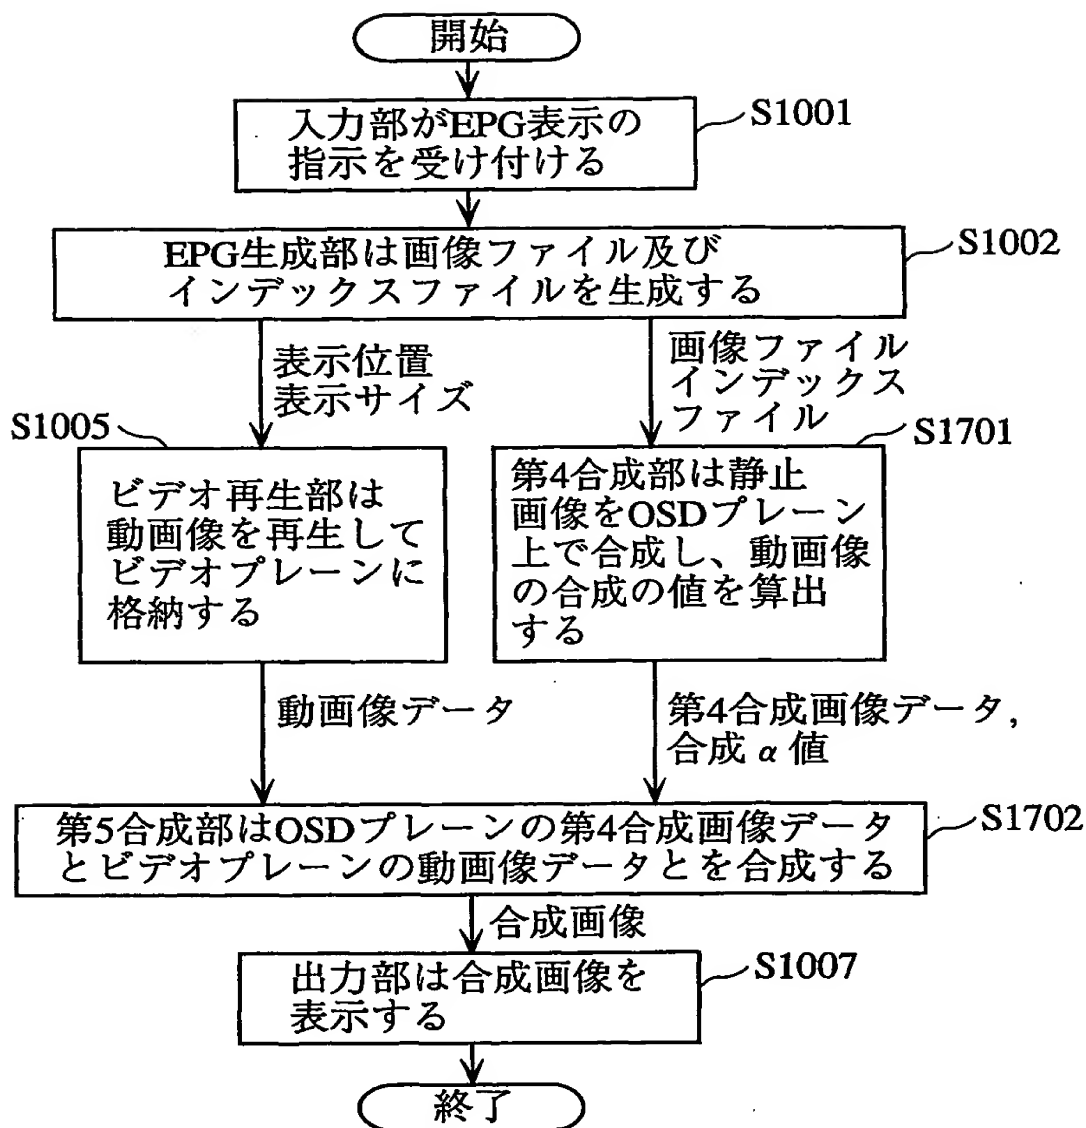 開始
入力部がEPG表示の
指示を受け付ける
S1001
EPG生成部は画像ファイル及び
インデックスファイルを生成する
S1002
表示位置
表示サイズ
画像ファイル
インデックス
ファイル
S1005
ビデオ再生部は
動画像を再生して
ビデオプレーンに
格納する
S1701
第4合成部は静止
画像をOSDプレーン
上で合成し、動画像
の合成の値を算出
する
動画像データ
第4合成画像データ,
合成α値
第5合成部はOSDプレーンの第4合成画像データ
とビデオプレーンの動画像データとを合成する
S1702
合成画像
出力部は合成画像を
表示する
S1007
終了